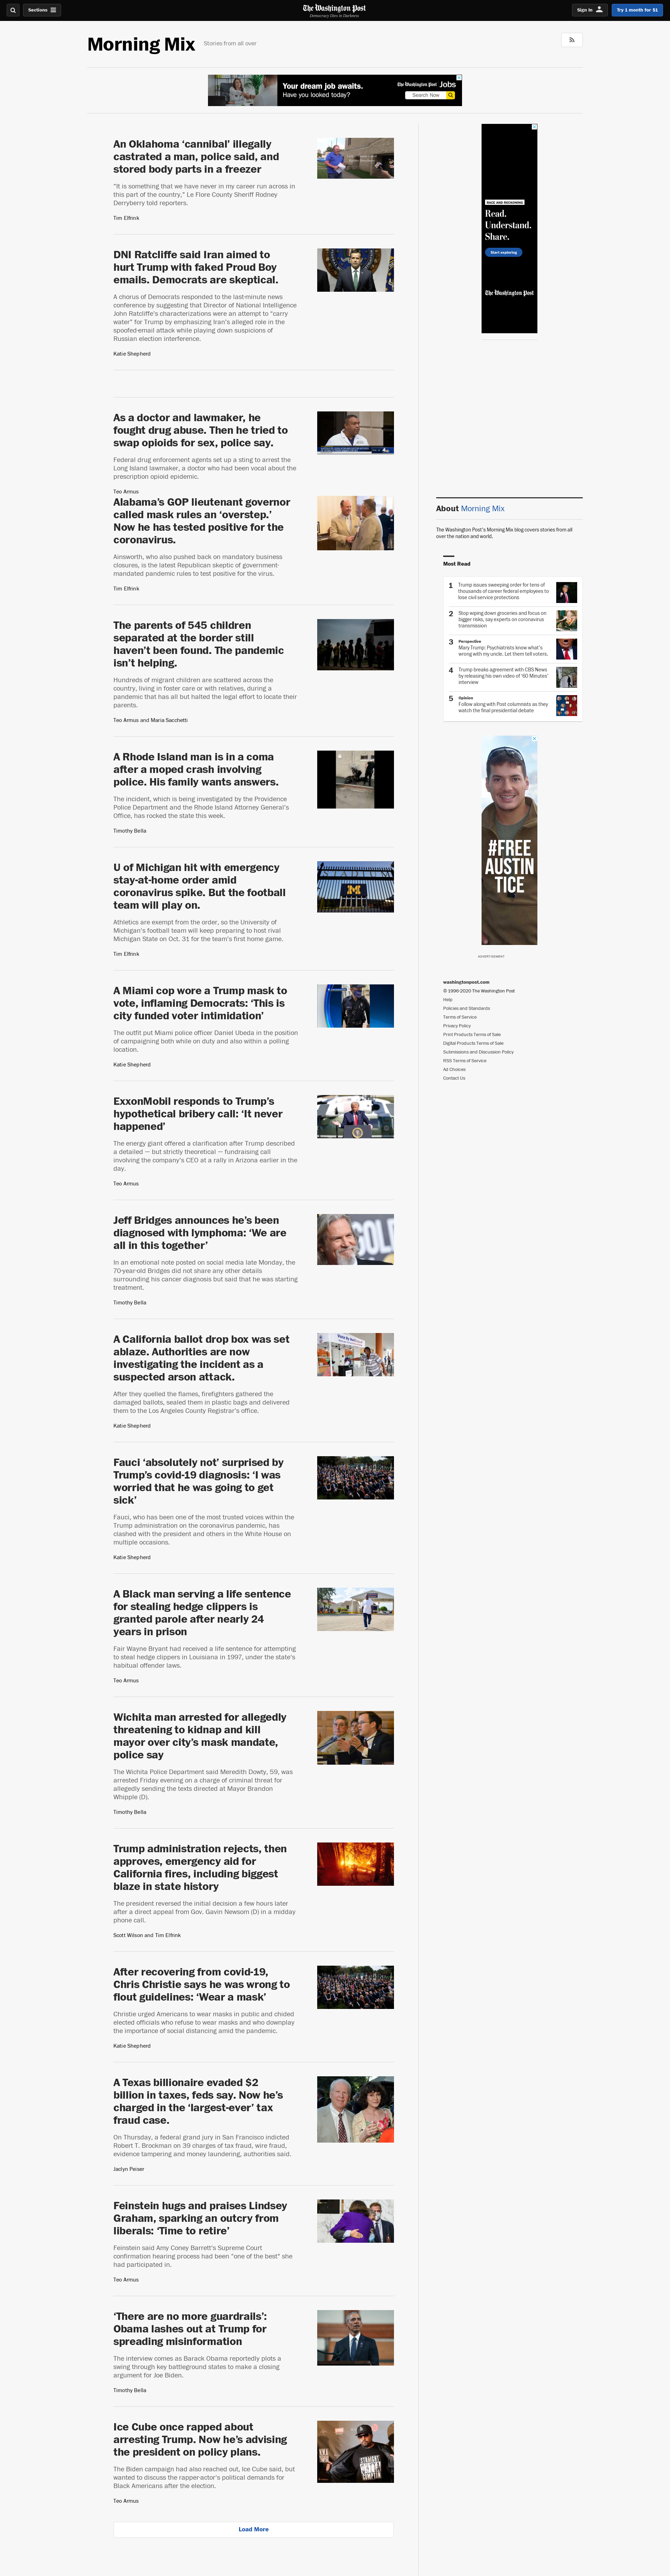 Sections
The Washington Post
Democracy Dies in Darkness
Sign In
Try 1 month for $1
Morning Mix
Stories from all over
Your dream job awaits.
Have you looked today?
The Washington Post Jobs
Search Now
An Oklahoma ‘cannibal’ illegally
castrated a man, police said, and
stored body parts in a freezer
“It is something that we have never in my career run across in
this part of the country,” Le Flore County Sheriff Rodney
Derryberry told reporters.
Tim Elfrink
DNI Ratcliffe said Iran aimed to
hurt Trump with faked Proud Boy
emails. Democrats are skeptical.
A chorus of Democrats responded to the last-minute news
conference by suggesting that Director of National Intelligence
John Ratcliffe's characterizations were an attempt to "carry
water" for Trump by emphasizing Iran's alleged role in the
spoofed-email attack while playing down suspicions of
Russian election interference.
Katie Shepherd
As a doctor and lawmaker, he
fought drug abuse. Then he tried to
swap opioids for sex, police say.
Federal drug enforcement agents set up a sting to arrest the
Long Island lawmaker, a doctor who had been vocal about the
prescription opioid epidemic.
Teo Armus
Alabama’s GOP lieutenant governor
called mask rules an ‘overstep.’
Now he has tested positive for the
coronavirus.
Ainsworth, who also pushed back on mandatory business
closures, is the latest Republican skeptic of government-
mandated pandemic rules to test positive for the virus.
Tim Elfrink
The parents of 545 children
separated at the border still
haven’t been found. The pandemic
isn’t helping.
Hundreds of migrant children are scattered across the
country, living in foster care or with relatives, during a
pandemic that has all but halted the legal effort to locate their
parents.
Teo Armus and Maria Sacchetti
A Rhode Island man is in a coma
after a moped crash involving
police. His family wants answers.
The incident, which is being investigated by the Providence
Police Department and the Rhode Island Attorney General's
Office, has rocked the state this week.
Timothy Bella
U of Michigan hit with emergency
stay-at-home order amid
coronavirus spike. But the football
team will play on.
Athletics are exempt from the order, so the University of
Michigan's football team will keep preparing to host rival
Michigan State on Oct. 31 for the team's first home game.
Tim Elfrink
A Miami cop wore a Trump mask to
vote, inflaming Democrats: ‘This is
city funded voter intimidation’
The outfit put Miami police officer Daniel Ubeda in the position
of campaigning both while on duty and also within a polling
location.
Katie Shepherd
ExxonMobil responds to Trump’s
hypothetical bribery call: ‘It never
happened’
The energy giant offered a clarification after Trump described
a detailed — but strictly theoretical — fundraising call
involving the company's CEO at a rally in Arizona earlier in the
day.
Teo Armus
Jeff Bridges announces he’s been
diagnosed with lymphoma: ‘We are
all in this together’
In an emotional note posted on social media late Monday, the
70-year-old Bridges did not share any other details
surrounding his cancer diagnosis but said that he was starting
treatment.
Timothy Bella
A California ballot drop box was set
ablaze. Authorities are now
investigating the incident as a
suspected arson attack.
After they quelled the flames, firefighters gathered the
damaged ballots, sealed them in plastic bags and delivered
them to the Los Angeles County Registrar's office.
Katie Shepherd
Fauci ‘absolutely not’ surprised by
Trump’s covid-19 diagnosis: ‘I was
worried that he was going to get
sick’
Fauci, who has been one of the most trusted voices within the
Trump administration on the coronavirus pandemic, has
clashed with the president and others in the White House on
multiple occasions.
Katie Shepherd
A Black man serving a life sentence
for stealing hedge clippers is
granted parole after nearly 24
years in prison
Fair Wayne Bryant had received a life sentence for attempting
to steal hedge clippers in Louisiana in 1997, under the state's
habitual offender laws.
Teo Armus
Wichita man arrested for allegedly
threatening to kidnap and kill
mayor over city’s mask mandate,
police say
The Wichita Police Department said Meredith Dowty, 59, was
arrested Friday evening on a charge of criminal threat for
allegedly sending the texts directed at Mayor Brandon
Whipple (D).
Timothy Bella
Trump administration rejects, then
approves, emergency aid for
California fires, including biggest
blaze in state history
The president reversed the initial decision a few hours later
after a direct appeal from Gov. Gavin Newsom (D) in a midday
phone call.
Scott Wilson and Tim Elfrink
After recovering from covid-19,
Chris Christie says he was wrong to
flout guidelines: ‘Wear a mask’
Christie urged Americans to wear masks in public and chided
elected officials who refuse to wear masks and who downplay
the importance of social distancing amid the pandemic.
Katie Shepherd
A Texas billionaire evaded $2
billion in taxes, feds say. Now he’s
charged in the ‘largest-ever’ tax
fraud case.
On Thursday, a federal grand jury in San Francisco indicted
Robert T. Brockman on 39 charges of tax fraud, wire fraud,
evidence tampering and money laundering, authorities said.
Jaclyn Peiser
Feinstein hugs and praises Lindsey
Graham, sparking an outcry from
liberals: ‘Time to retire’
Feinstein said Amy Coney Barrett's Supreme Court
confirmation hearing process had been "one of the best" she
had participated in.
Teo Armus
‘There are no more guardrails’:
Obama lashes out at Trump for
spreading misinformation
The interview comes as Barack Obama reportedly plots a
swing through key battleground states to make a closing
argument for Joe Biden.
Timothy Bella
Ice Cube once rapped about
arresting Trump. Now he’s advising
the president on policy plans.
The Biden campaign had also reached out, Ice Cube said, but
wanted to discuss the rapper-actor's political demands for
Black Americans after the election.
Teo Armus
Load More
RACE AND RECKONING
Read.
Understand.
Share.
Start exploring
The Washington Post
About Morning Mix
The Washington Post’s Morning Mix blog covers stories from all
over the nation and world.
Most Read
1
Trump issues sweeping order for tens of
thousands of career federal employees to
lose civil service protections
2
Stop wiping down groceries and focus on
bigger risks, say experts on coronavirus
transmission
3
Perspective
Mary Trump: Psychiatrists know what’s
wrong with my uncle. Let them tell voters.
4
Trump breaks agreement with CBS News
by releasing his own video of ‘60 Minutes’
interview
5
Opinion
Follow along with Post columnists as they
watch the final presidential debate
#FREE
AUSTIN
TICE
ADVERTISEMENT
washingtonpost.com
© 1996-2020 The Washington Post
Help
Policies and Standards
Terms of Service
Privacy Policy
Print Products Terms of Sale
Digital Products Terms of Sale
Submissions and Discussion Policy
RSS Terms of Service
Ad Choices
Contact Us